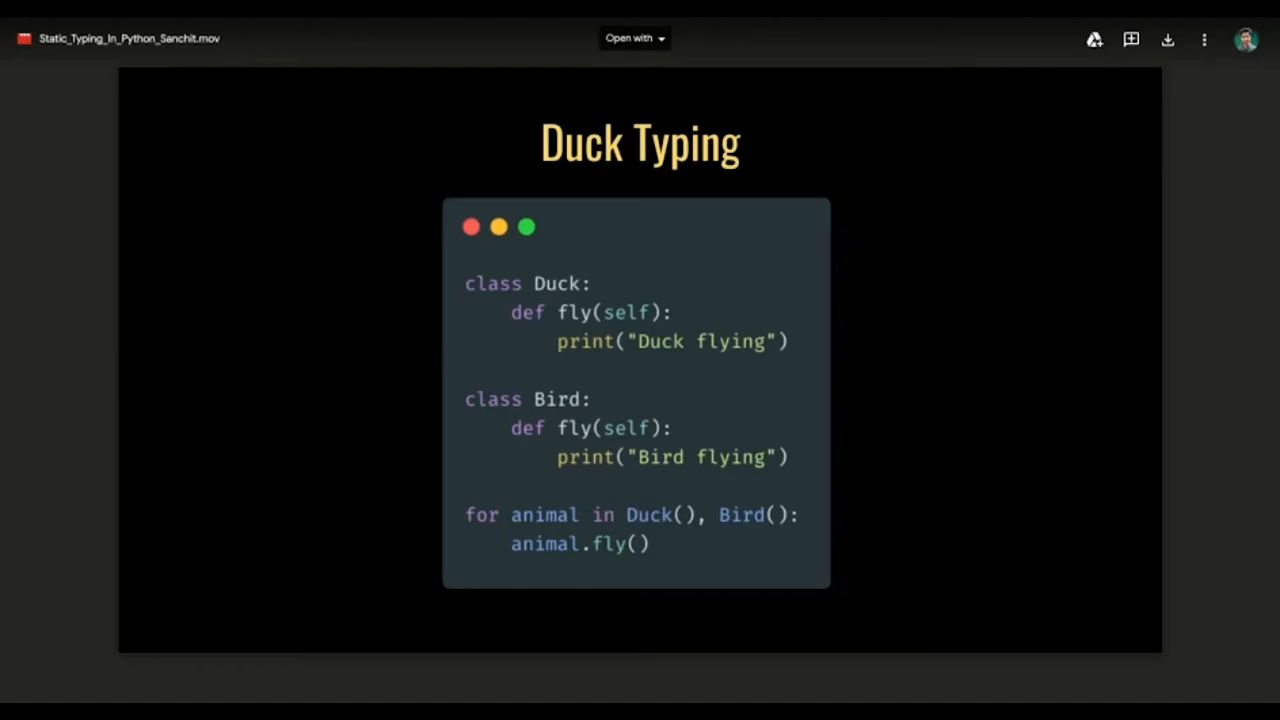 Static_Typing_In_Python_Sanchit.mov
Open with
Duck Typing
class Duck:
    def fly(self):
        print("Duck flying")
class Bird:
    def fly(self):
        print("Bird flying")
for animal in Duck(), Bird():
    animal.fly()